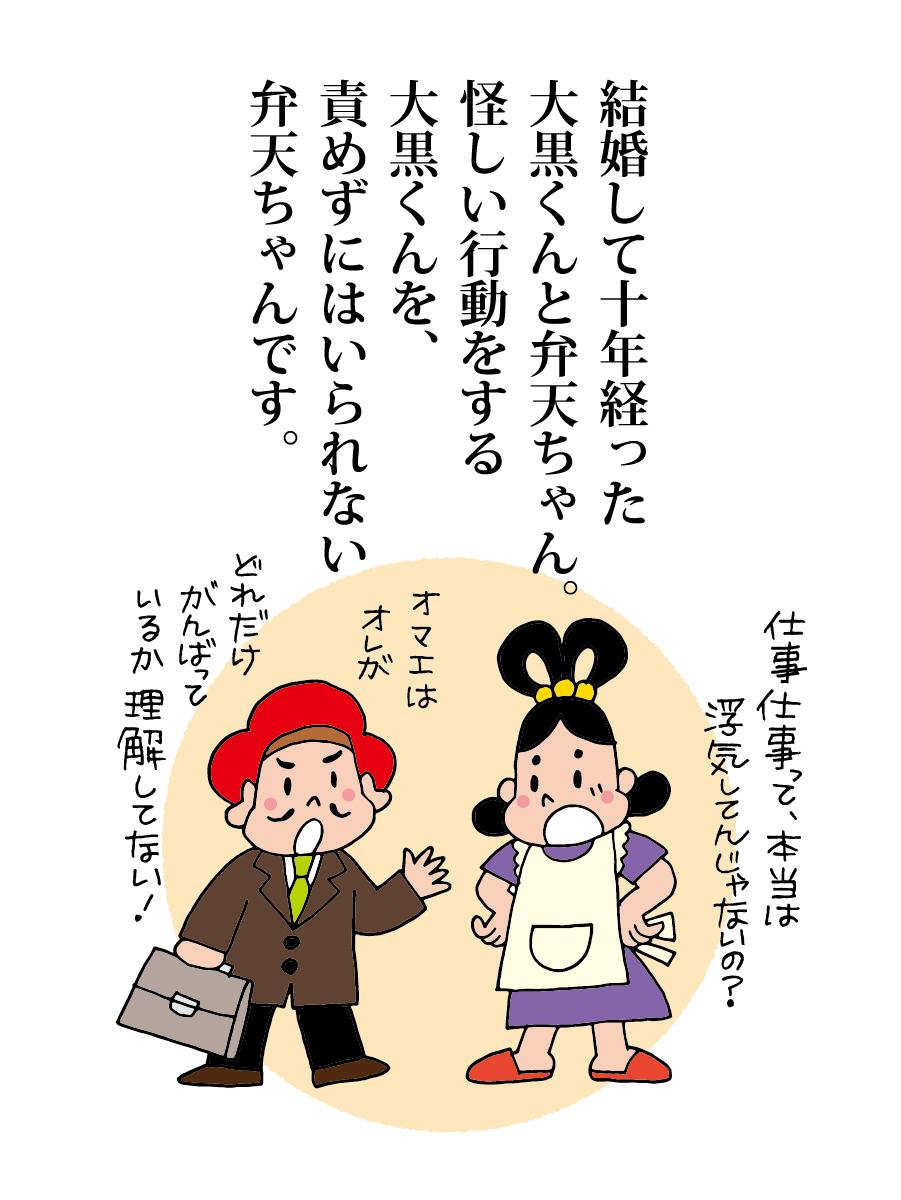 結婚して十年経った
大黒くんと弁天ちゃん。
怪しい行動をする
大黒くんを、
責めずにはいられない
弁天ちゃんです。
仕事仕事って、本当は
浮気してんじゃないの?
オマエは
オレが
どれだけ
がんばって
いるか
理解してない!